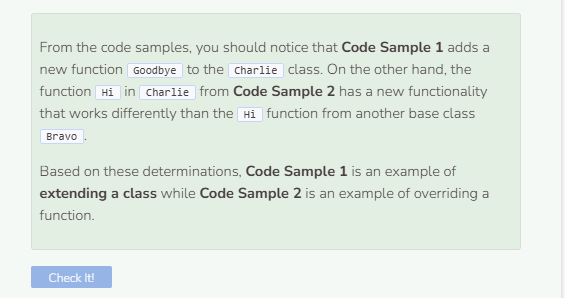 From the code samples, you should notice that Code Sample 1 adds a
new function Goodbye to the Charlie class. On the other hand, the
function Hi in Charlie from Code Sample 2 has a new functionality
that works differently than the Hi function from another base class
Bravo.
Based on these determinations, Code Sample 1 is an example of
extending a class while Code Sample 2 is an example of overriding a
function.
Check It!